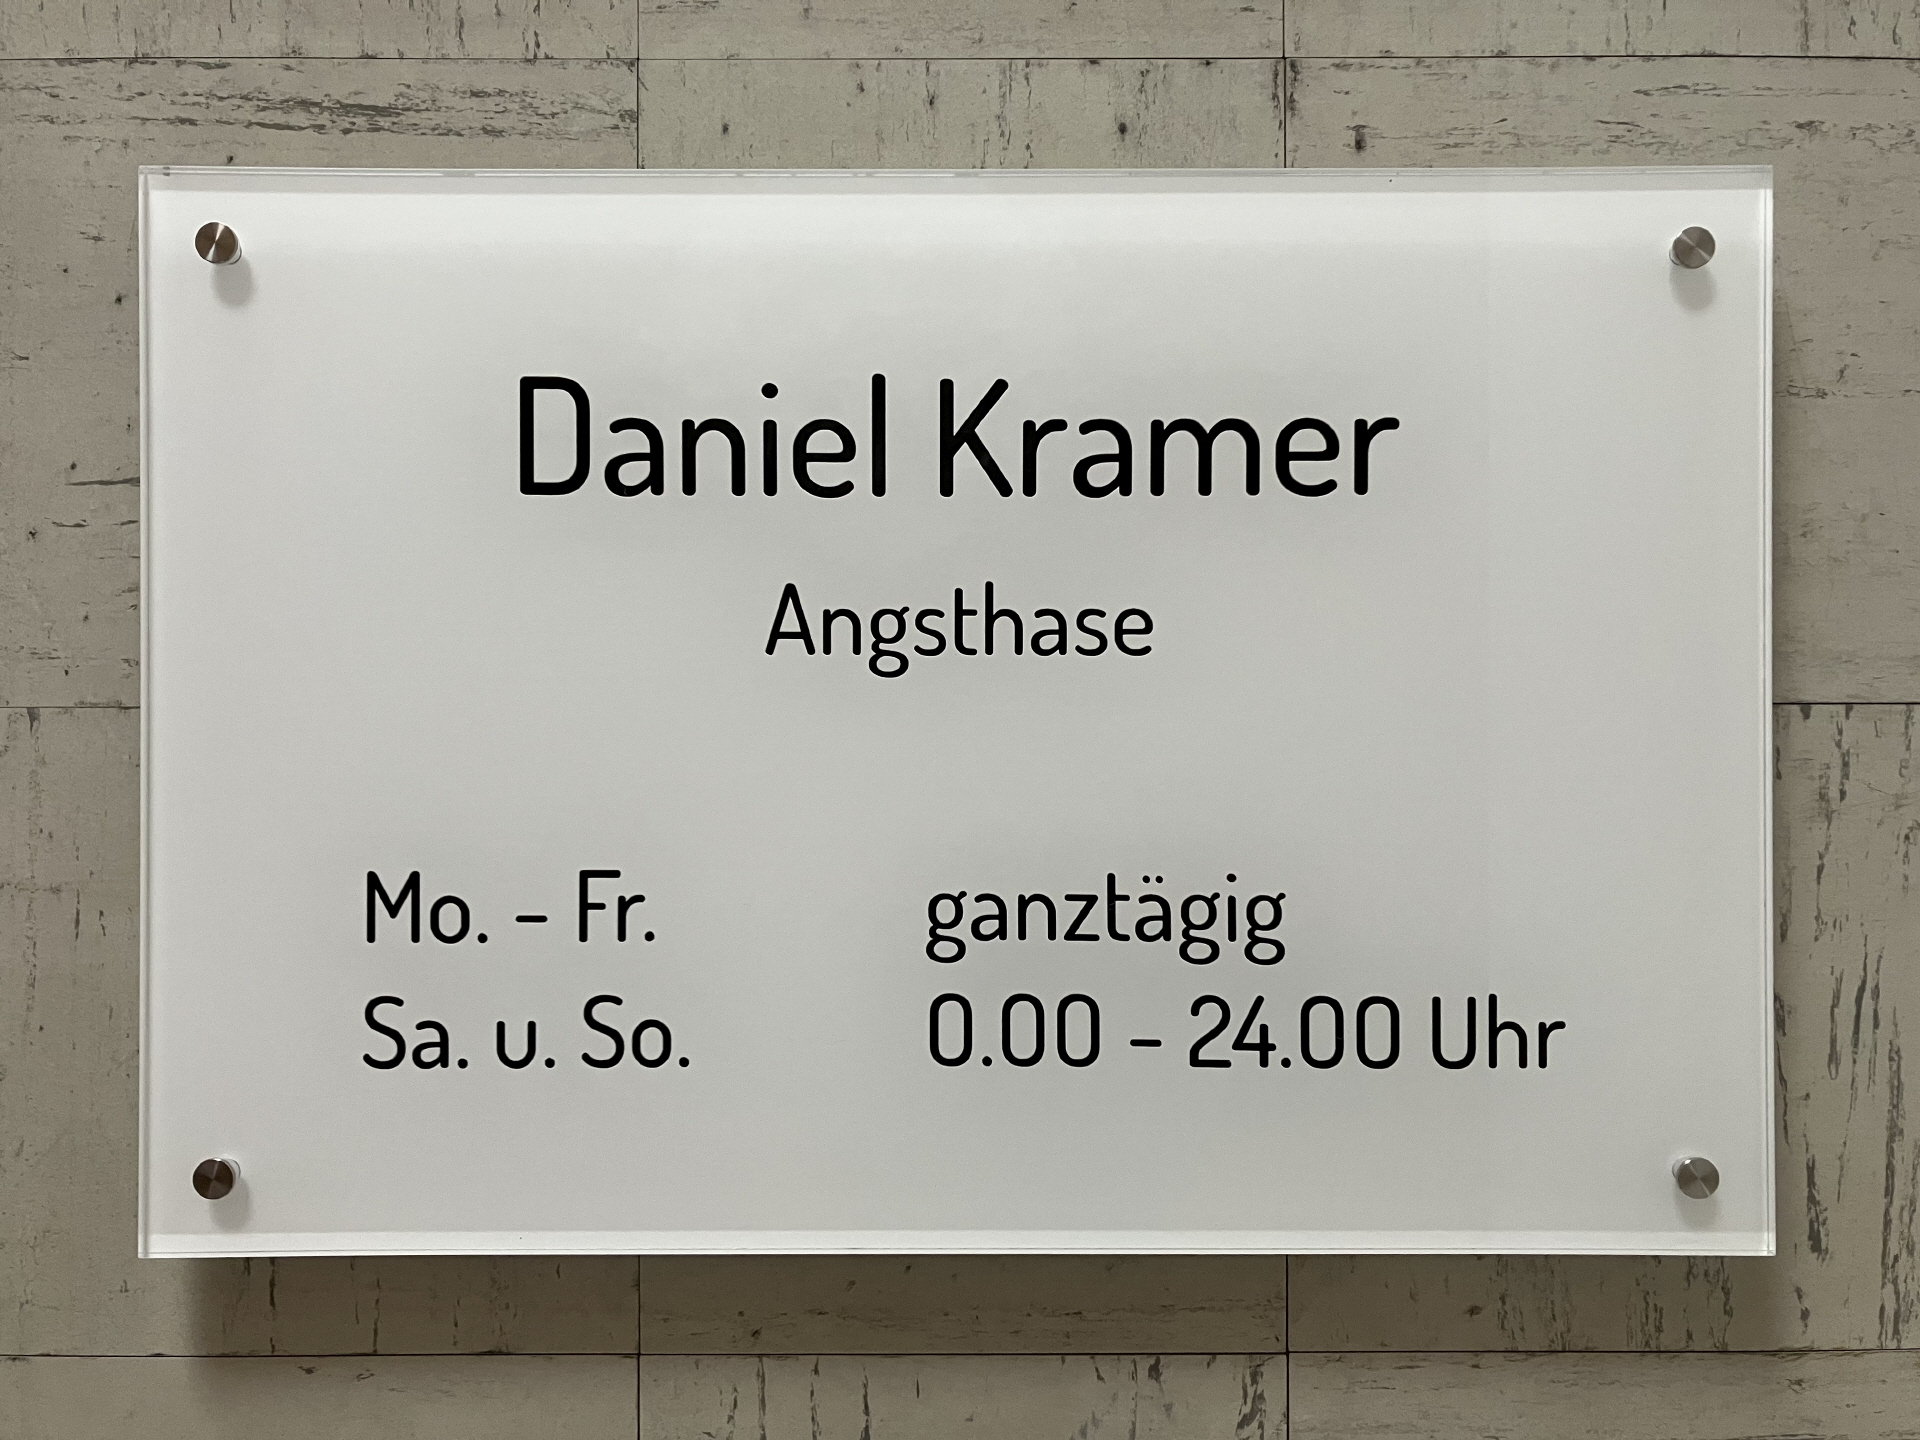 Daniel Kramer
Angsthase
Mo. – Fr. ganztägig
Sa. u. So. 0.00 – 24.00 Uhr